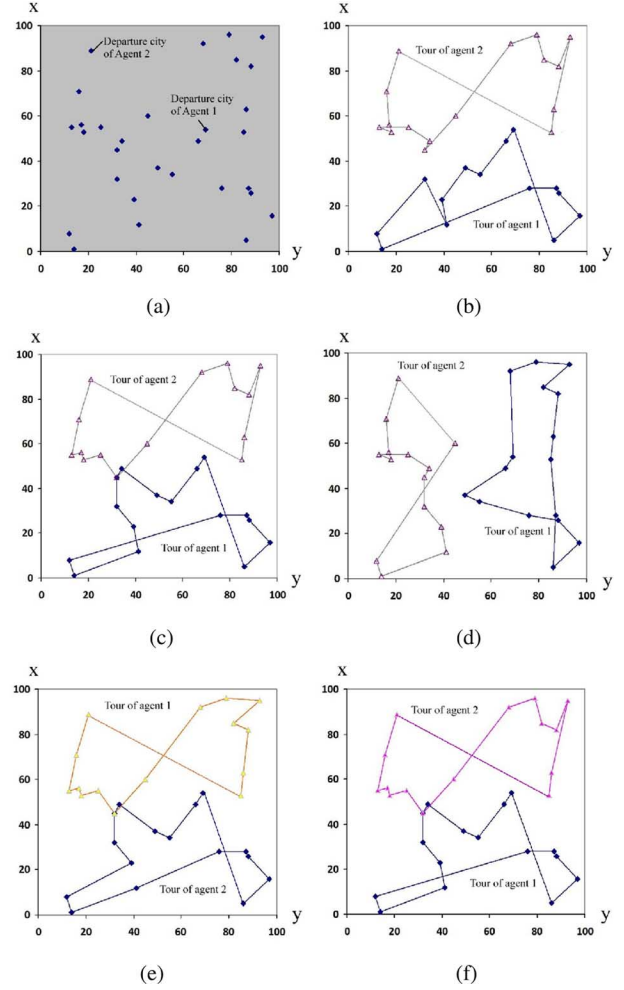 x
100
80
60
40
20
0
Departure city
of Agent 2
Departure city
of Agent 1
0 20 40 60 80 100
y
(a)
x
100
80
60
40
20
0
Tour of agent 2
Tour of agent 1
0 20 40 60 80 100
y
(b)
x
100
80
60
40
20
0
Tour of agent 2
Tour of agent 1
0 20 40 60 80 100
y
(c)
x
100
80
60
40
20
0
Tour of agent 2
Tour of agent 1
0 20 40 60 80 100
y
(d)
x
100
80
60
40
20
0
Tour of agent 1
Tour of agent 2
0 20 40 60 80 100
y
(e)
x
100
80
60
40
20
0
Tour of agent 2
Tour of agent 1
0 20 40 60 80 100
y
(f)